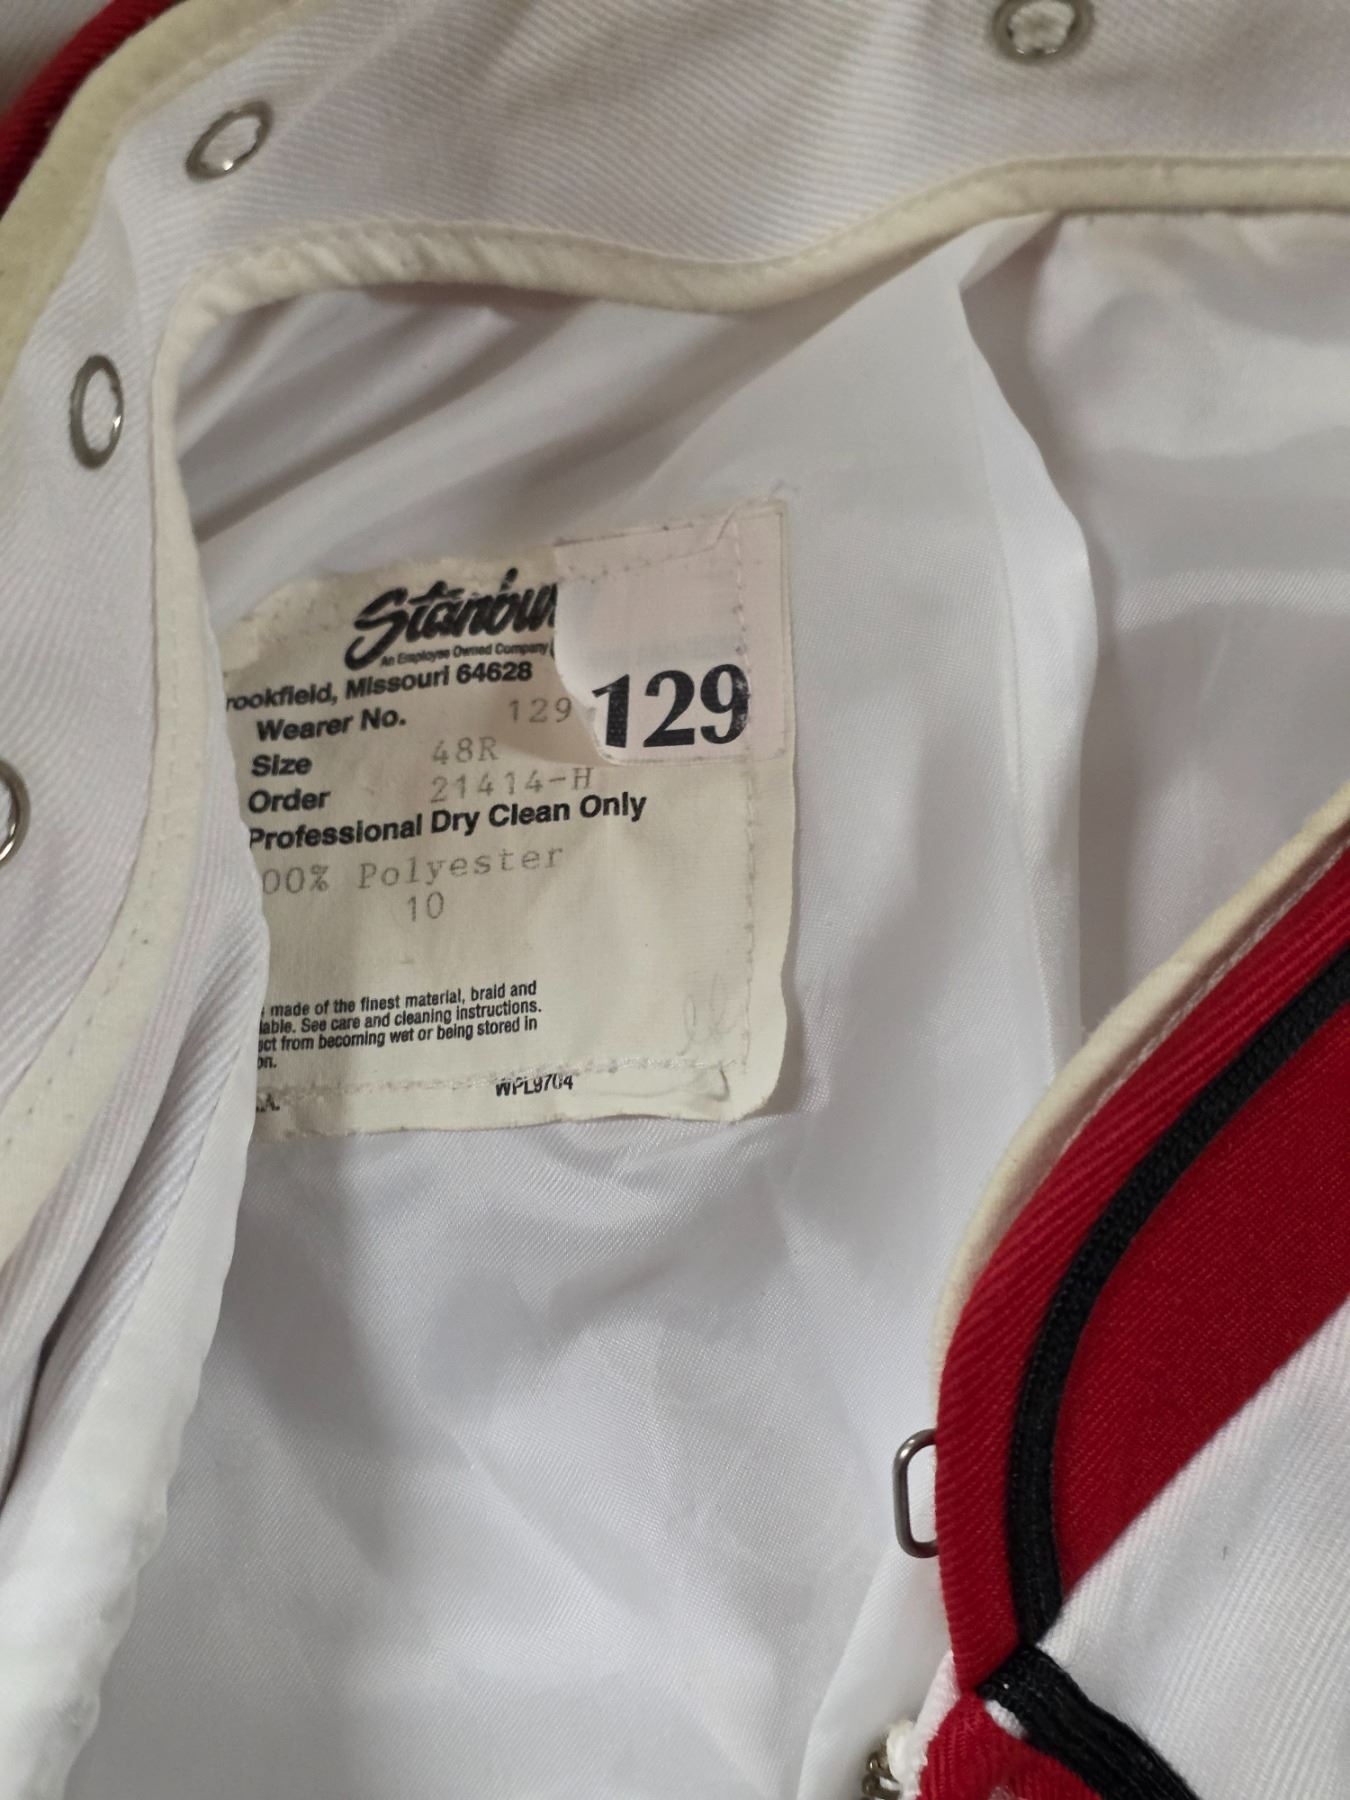 Stanbu
An Employee Owned Company
rookfield, Missouri 64628
Wearer No. 129
129
Size 48R
Order 21414-H
Professional Dry Clean Only
00% Polyester
10
made of the finest material, braid and
lable. See care and cleaning instructions.
ect from becoming wet or being stored in
on.
.A. WPL9704